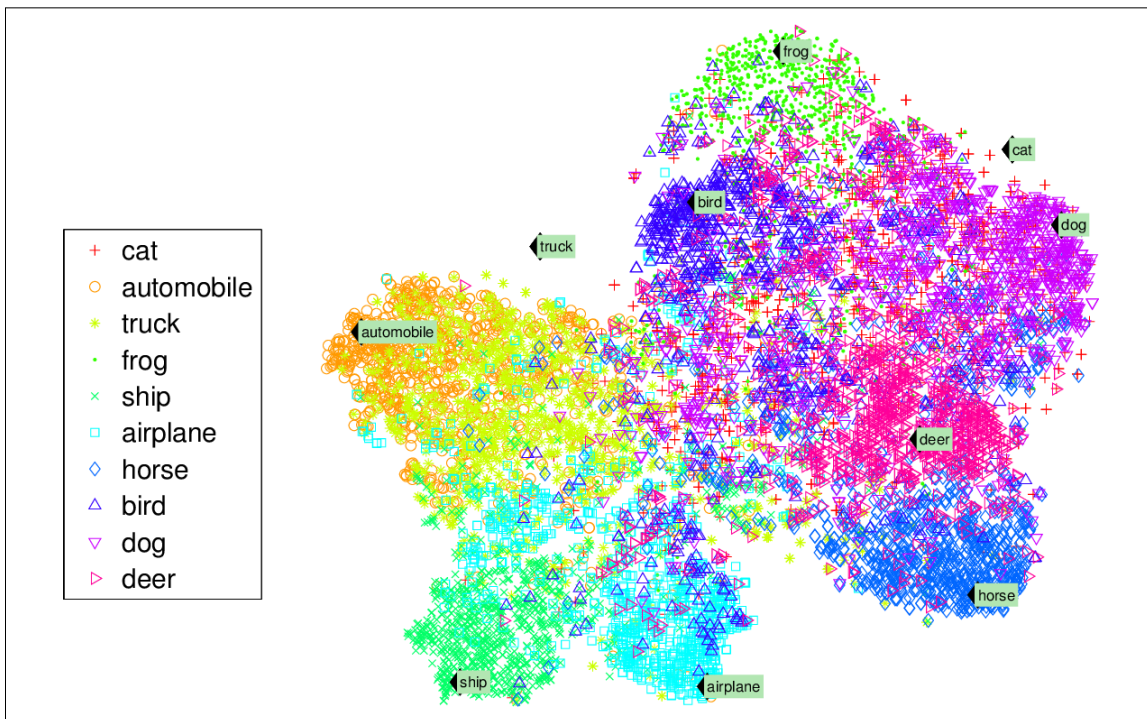 frog
cat
bird
dog
truck
cat
automobile
truck
frog
ship
airplane
horse
bird
dog
deer
automobile
deer
horse
ship
airplane